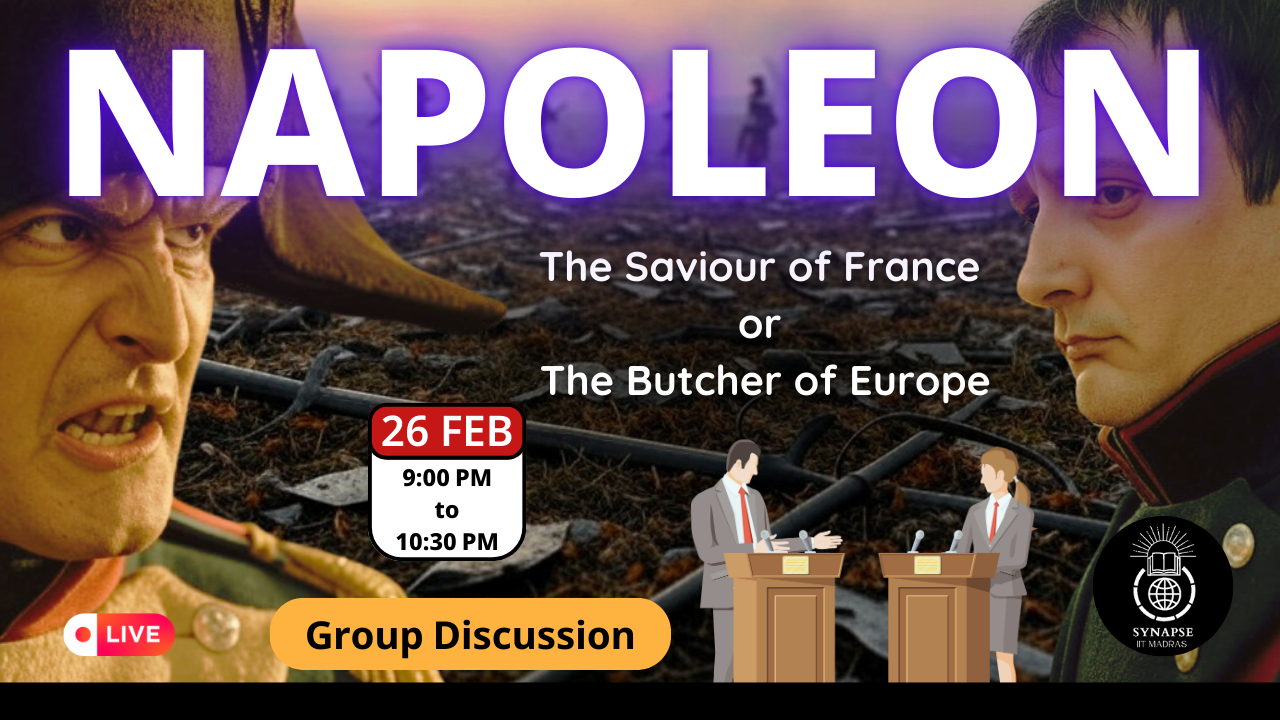 NAPOLEON
The Saviour of France
or
The Butcher of Europe
26 FEB
9:00 PM
to
10:30 PM
LIVE
Group Discussion
SYNAPSE
IIT MADRAS